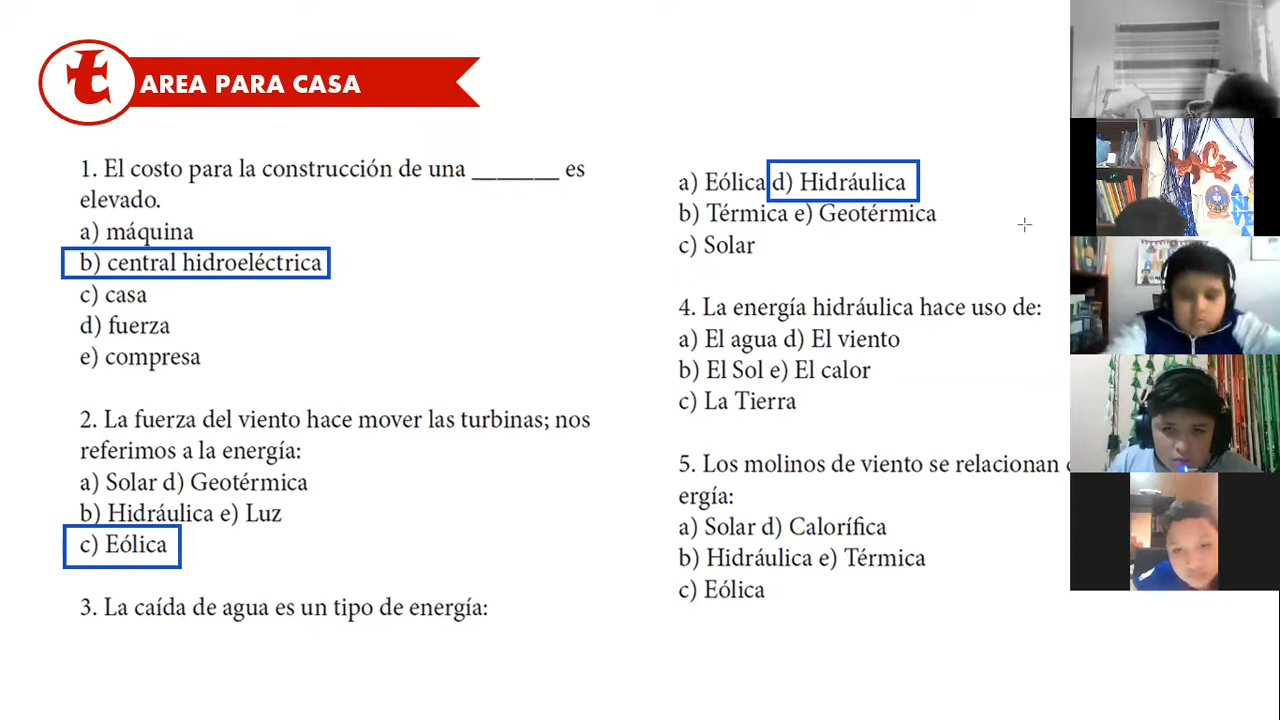 t AREA PARA CASA
1. El costo para la construcción de una _______ es
elevado.
a) máquina
b) central hidroeléctrica
c) casa
d) fuerza
e) compresa
2. La fuerza del viento hace mover las turbinas; nos
referimos a la energía:
a) Solar d) Geotérmica
b) Hidráulica e) Luz
c) Eólica
3. La caída de agua es un tipo de energía:
a) Eólica d) Hidráulica
b) Térmica e) Geotérmica
c) Solar
4. La energía hidráulica hace uso de:
a) El agua d) El viento
b) El Sol e) El calor
c) La Tierra
5. Los molinos de viento se relacionan
ergía:
a) Solar d) Calorífica
b) Hidráulica e) Térmica
c) Eólica